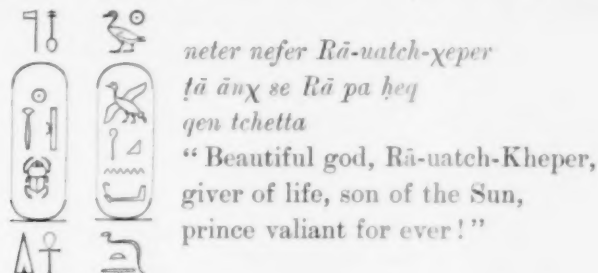 neter nefer Rā-uatch-χeper
ṭā ānχ se Rā pa ḥeq
qen tchetta
“ Beautiful god, Rā-uatch-Kheper,
giver of life, son of the Sun,
prince valiant for ever ! ”